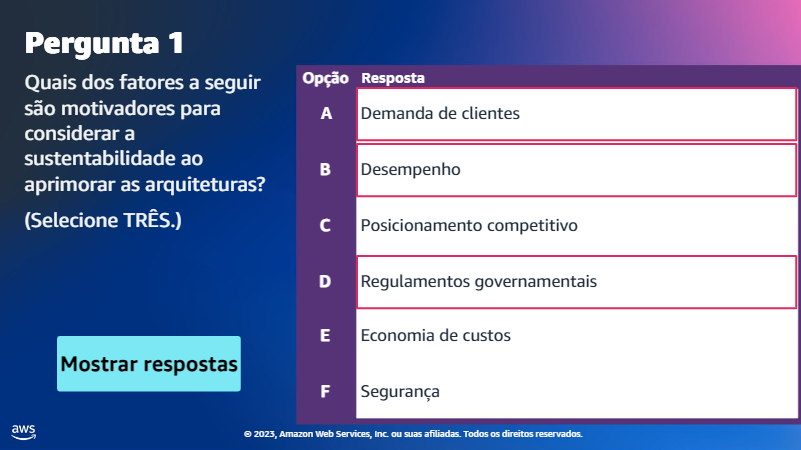 Pergunta 1
Quais dos fatores a seguir
são motivadores para
considerar a
sustentabilidade ao
aprimorar as arquiteturas?
(Selecione TRÊS.)
Mostrar respostas
Opção Resposta
A Demanda de clientes
B Desempenho
C Posicionamento competitivo
D Regulamentos governamentais
E Economia de custos
F Segurança
aws
© 2023, Amazon Web Services, Inc. ou suas afiliadas. Todos os direitos reservados.